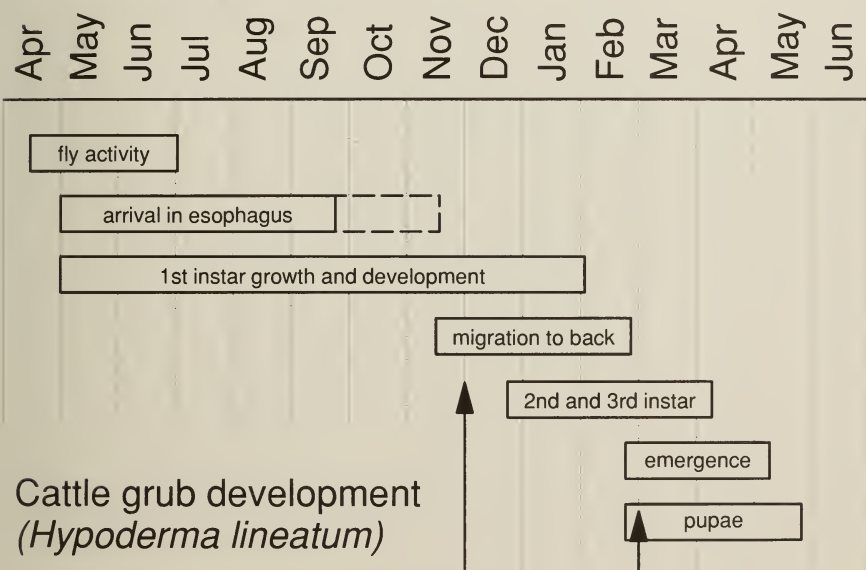 Apr May Jun Jul Aug Sep Oct Nov Dec Jan Feb Mar Apr May Jun
fly activity
arrival in esophagus
1st instar growth and development
migration to back
2nd and 3rd instar
emergence
Cattle grub development
pupae
(Hypoderma lineatum)